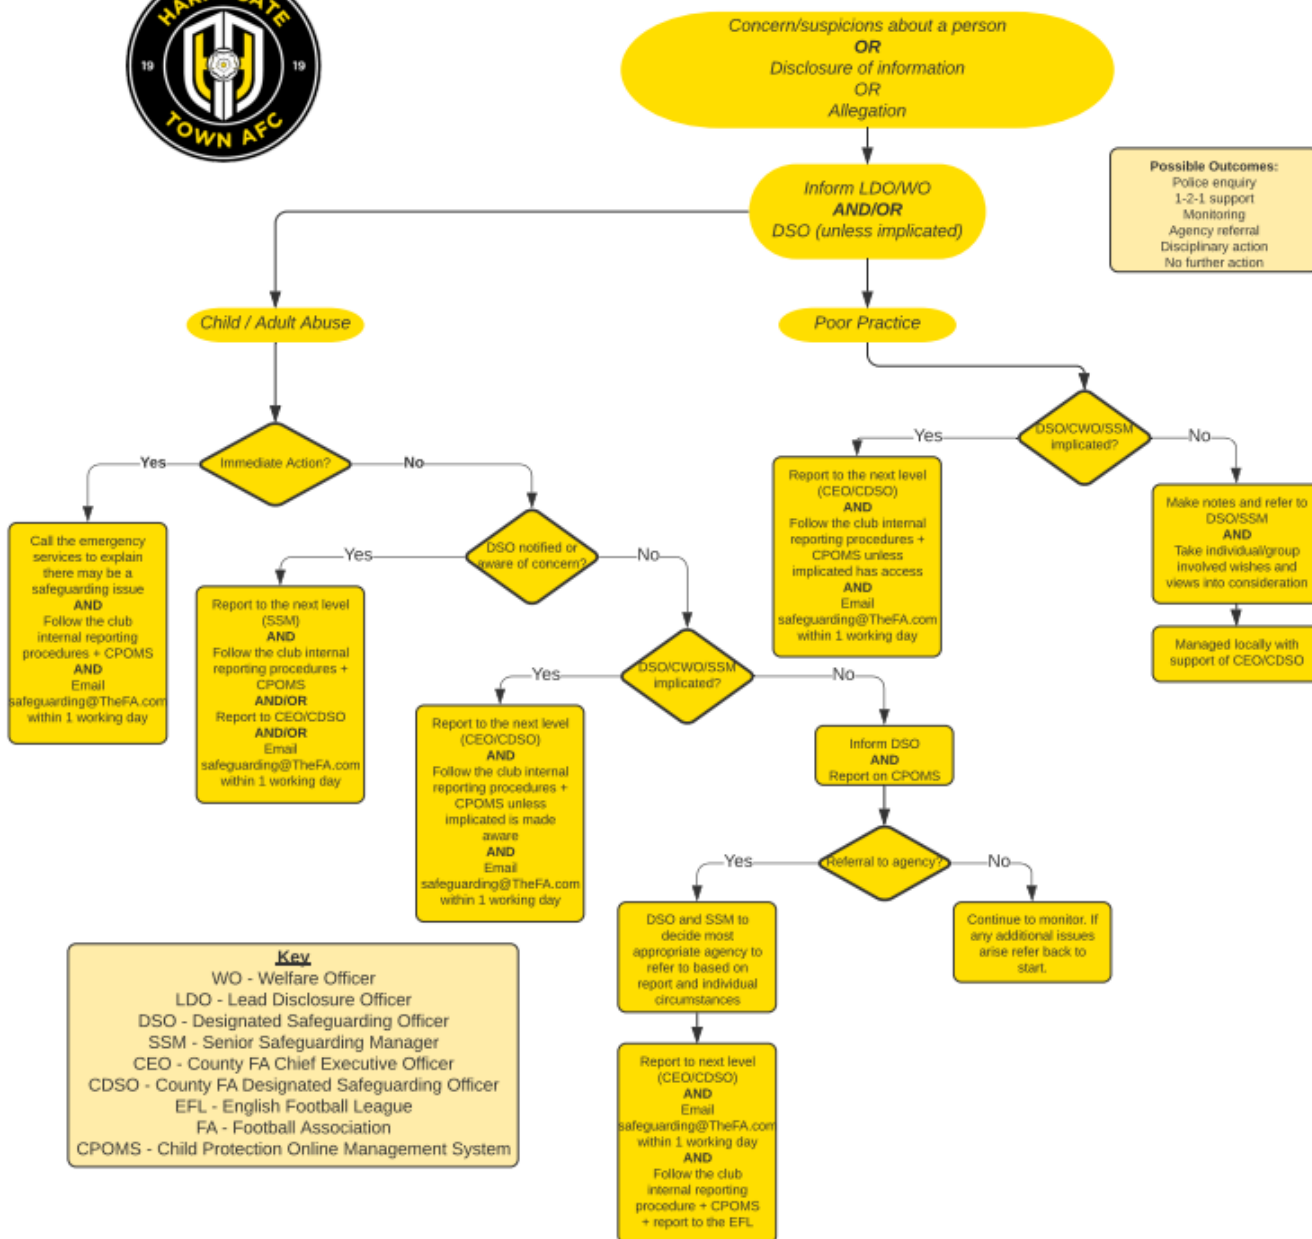 19
19
TOWN AFC
Concern/suspicions about a person
OR
Disclosure of information
OR
Allegation
Inform LDO/WO
AND/OR
DSO (unless implicated)
Possible Outcomes:
Police enquiry
1-2-1 support
Monitoring
Agency referral
Disciplinary action
No further action
Child / Adult Abuse
Poor Practice
Immediate Action?
Yes
No
Call the emergency
services to explain
there may be a
safeguarding issue
AND
Follow the club
internal reporting
procedures + CPOMS
AND
Email
safeguarding@TheFA.com
within 1 working day
DSO notified or
aware of concern?
Yes
No
Report to the next level
(SSM)
AND
Follow the club internal
reporting procedures +
CPOMS
AND/OR
Report to CEO/CDSO
AND/OR
Email
safeguarding@TheFA.com
within 1 working day
DSO/CWO/SSM
implicated?
Yes
No
Report to the next level
(CEO/CDSO)
AND
Follow the club internal
reporting procedures +
CPOMS unless
implicated is made
aware
AND
Email
safeguarding@TheFA.com
within 1 working day
Inform DSO
AND
Report on CPOMS
Referral to agency?
Yes
No
DSO and SSM to
decide most
appropriate agency to
refer to based on
report and individual
circumstances
Report to next level
(CEO/CDSO)
AND
Email
safeguarding@TheFA.com
within 1 working day
AND
Follow the club
internal reporting
procedure + CPOMS
+ report to the EFL
Continue to monitor. If
any additional issues
arise refer back to
start.
DSO/CWO/SSM
implicated?
Yes
No
Report to the next level
(CEO/CDSO)
AND
Follow the club internal
reporting procedures +
CPOMS unless
implicated has access
AND
Email
safeguarding@TheFA.com
within 1 working day
Make notes and refer to
DSO/SSM
AND
Take individual/group
involved wishes and
views into consideration
Managed locally with
support of CEO/CDSO
Key
WO - Welfare Officer
LDO - Lead Disclosure Officer
DSO - Designated Safeguarding Officer
SSM - Senior Safeguarding Manager
CEO - County FA Chief Executive Officer
CDSO - County FA Designated Safeguarding Officer
EFL - English Football League
FA - Football Association
CPOMS - Child Protection Online Management System